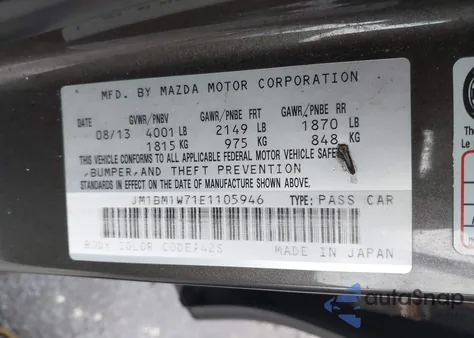 MFD. BY MAZDA MOTOR CORPORATION
DATE GVWR/PNBV GAWR/PNBE FRT GAWR/PNBE RR
08/13 4001 LB 2149 LB 1870 LB
1815 KG 975 KG 848 KG
THIS VEHICLE CONFORMS TO ALL APPLICABLE FEDERAL MOTOR VEHICLE SAFE
,BUMPER,AND THEFT PREVENTION
STANDARDS IN EFFECT ON THE DATE OF MANUFACTURE SHOWN ABOVE.
JM1BM1W71E1105946 TYPE: PASS CAR
BODY COLOR CODE:42S MADE IN JAPAN
The
Le
autoSnap